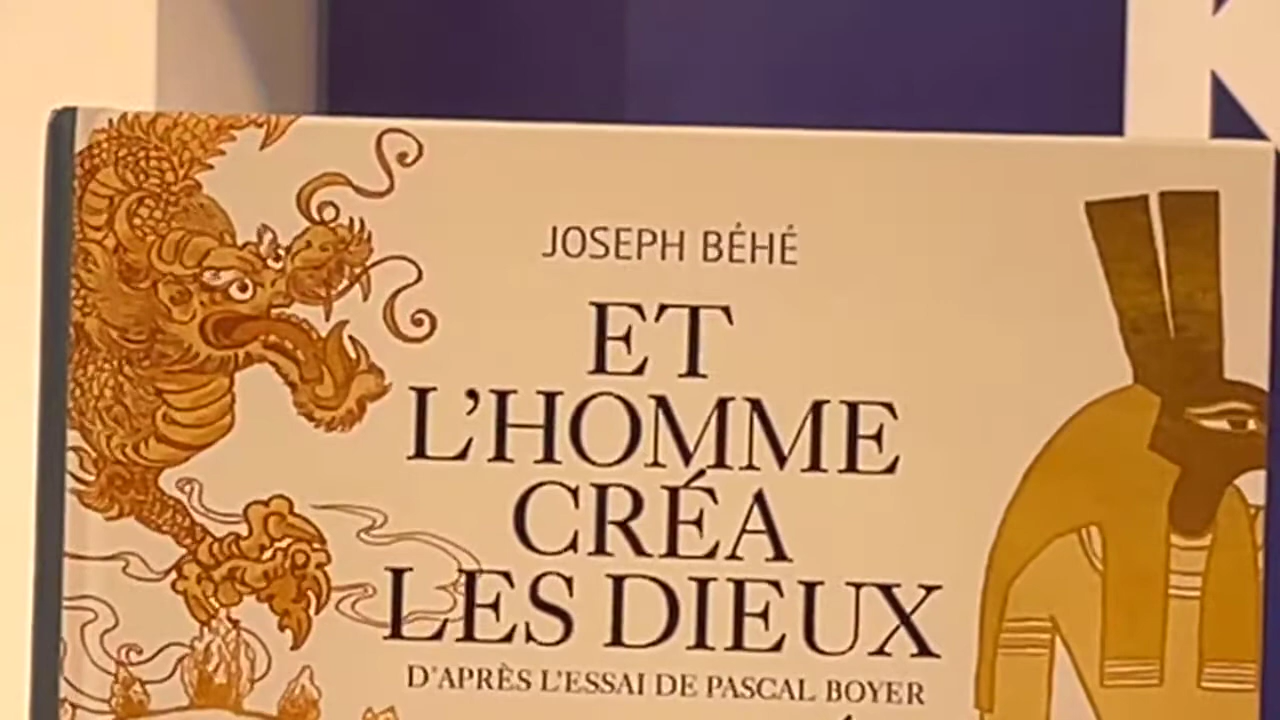 JOSEPH BÉHÉ
ET
L'HOMME
CRÉA
LES DIEUX
D'APRÈS L'ESSAI DE PASCAL BOYER